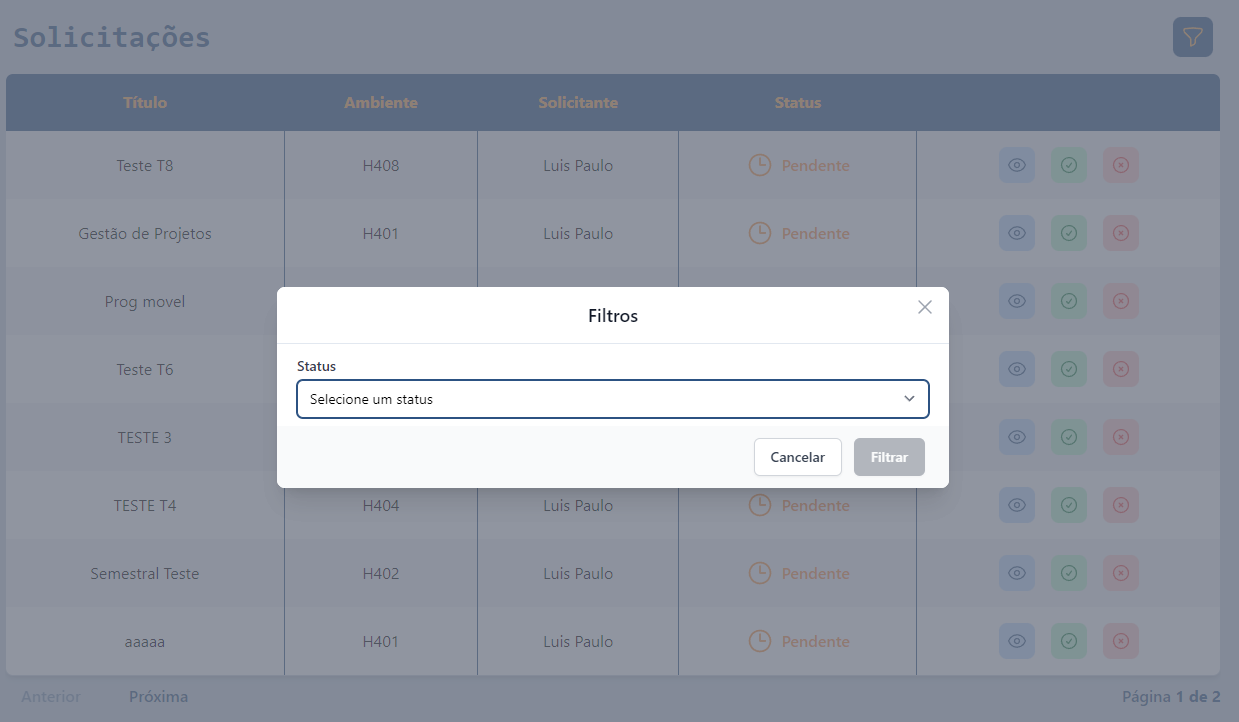 Solicitações
Título Ambiente Solicitante Status
Teste T8 H408 Luis Paulo Pendente
Gestão de Projetos H401 Luis Paulo Pendente
Prog movel
Filtros
Teste T6
Status
Selecione um status
TESTE 3
Cancelar Filtrar
TESTE T4 H404 Luis Paulo Pendente
Semestral Teste H402 Luis Paulo Pendente
aaaaa H401 Luis Paulo Pendente
Anterior Próxima Página 1 de 2